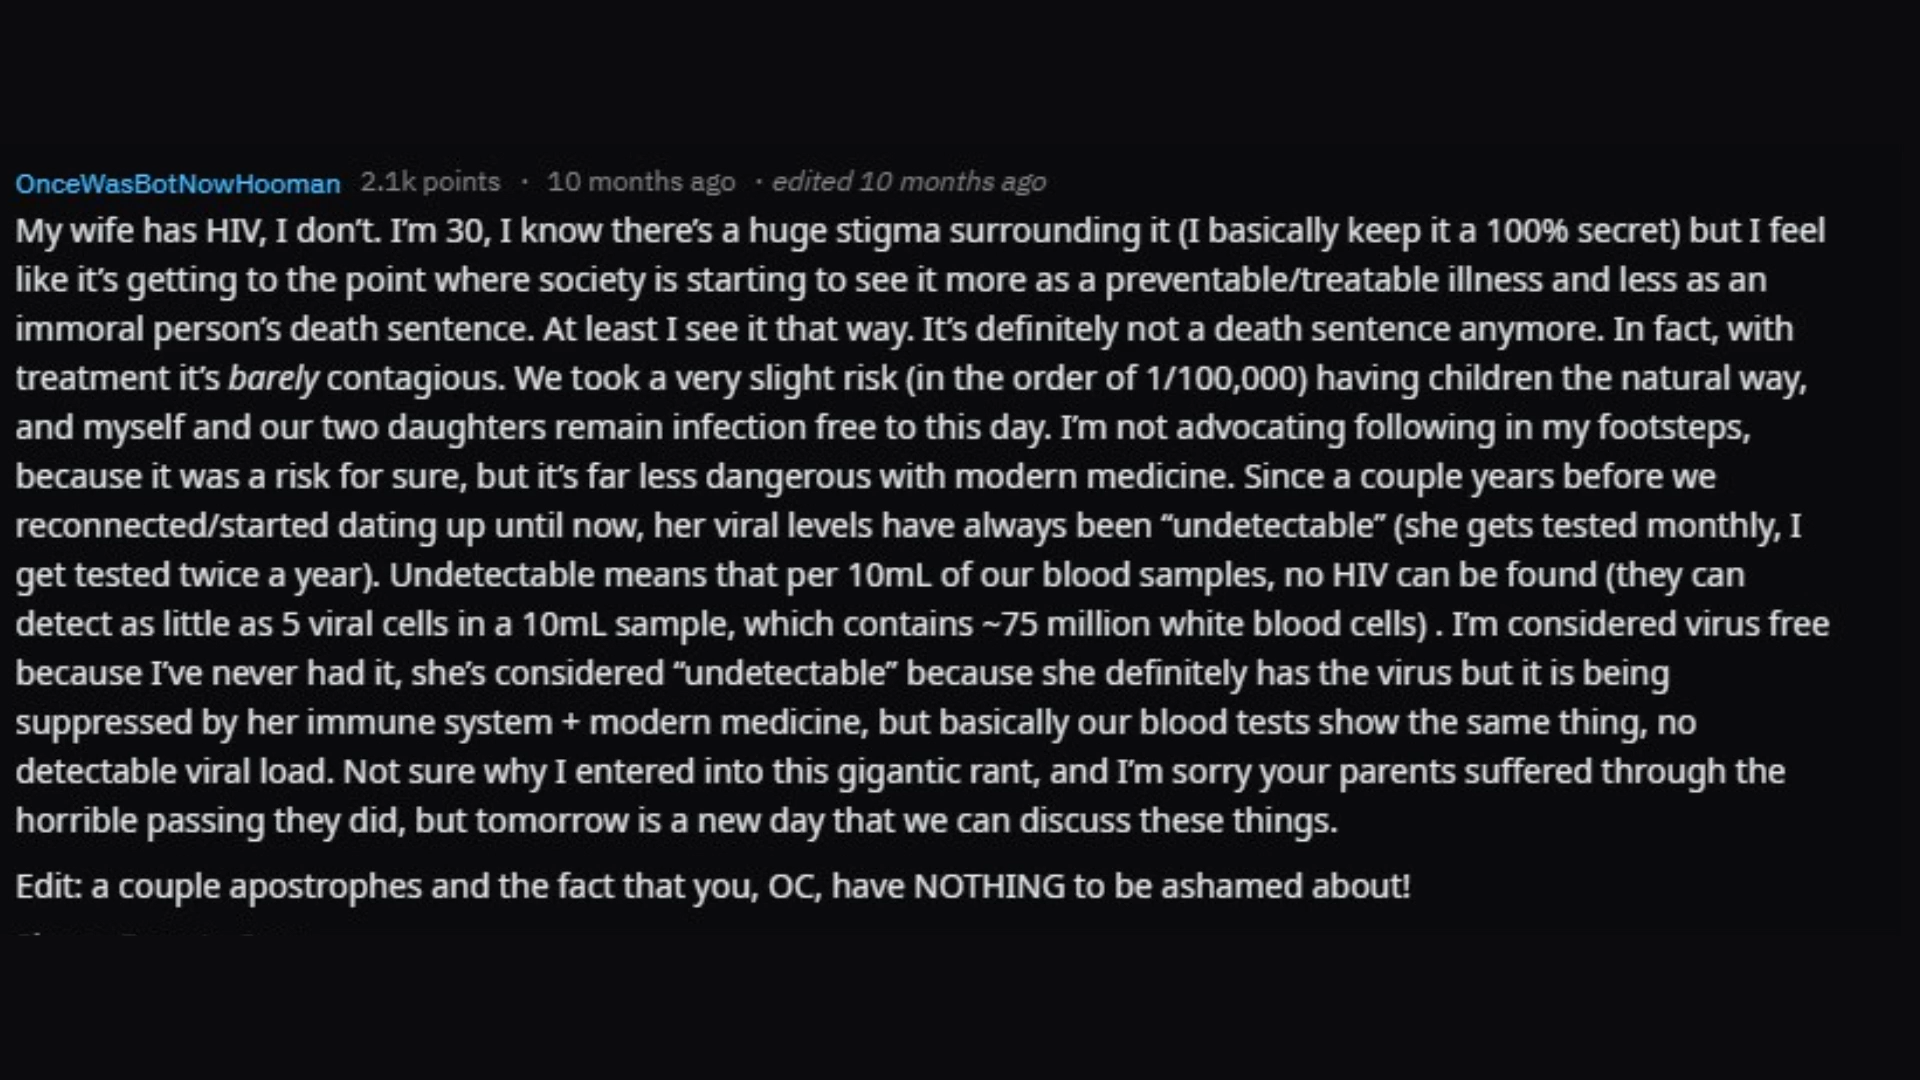 OnceWasBotNowHooman 2.1k points · 10 months ago · edited 10 months ago
My wife has HIV, I don’t. I’m 30, I know there’s a huge stigma surrounding it (I basically keep it a 100% secret) but I feel
like it’s getting to the point where society is starting to see it more as a preventable/treatable illness and less as an
immoral person’s death sentence. At least I see it that way. It’s definitely not a death sentence anymore. In fact, with
treatment it’s barely contagious. We took a very slight risk (in the order of 1/100,000) having children the natural way,
and myself and our two daughters remain infection free to this day. I’m not advocating following in my footsteps,
because it was a risk for sure, but it’s far less dangerous with modern medicine. Since a couple years before we
reconnected/started dating up until now, her viral levels have always been “undetectable” (she gets tested monthly, I
get tested twice a year). Undetectable means that per 10mL of our blood samples, no HIV can be found (they can
detect as little as 5 viral cells in a 10mL sample, which contains ~75 million white blood cells) . I’m considered virus free
because I’ve never had it, she’s considered “undetectable” because she definitely has the virus but it is being
suppressed by her immune system + modern medicine, but basically our blood tests show the same thing, no
detectable viral load. Not sure why I entered into this gigantic rant, and I’m sorry your parents suffered through the
horrible passing they did, but tomorrow is a new day that we can discuss these things.
Edit: a couple apostrophes and the fact that you, OC, have NOTHING to be ashamed about!